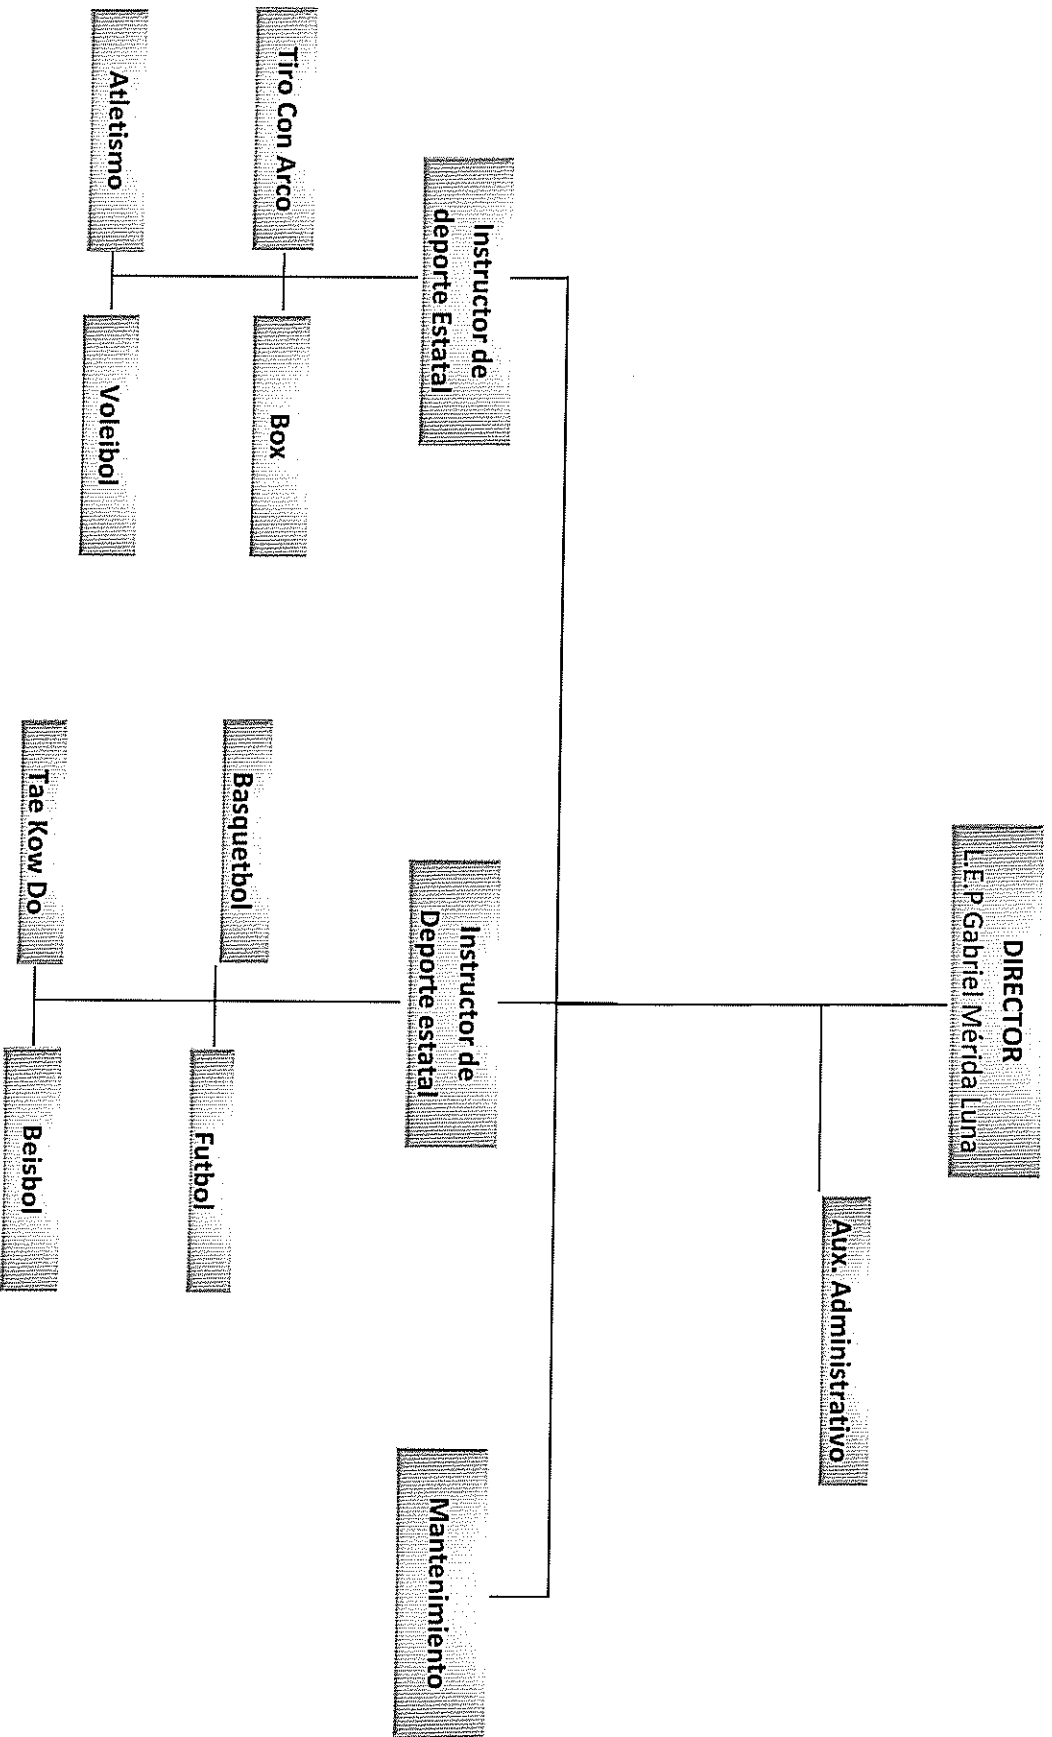 DIRECTOR
L.E.P Gabriel Mérida Luna
Aux. Administrativo
Instructor de
deporte Estatal
Instructor de
Deporte estatal
Mantenimiento
Tiro Con Arco
Box
Basquetbol
Futbol
Atletismo
Voleibol
Tae Kow Do
Beisbol